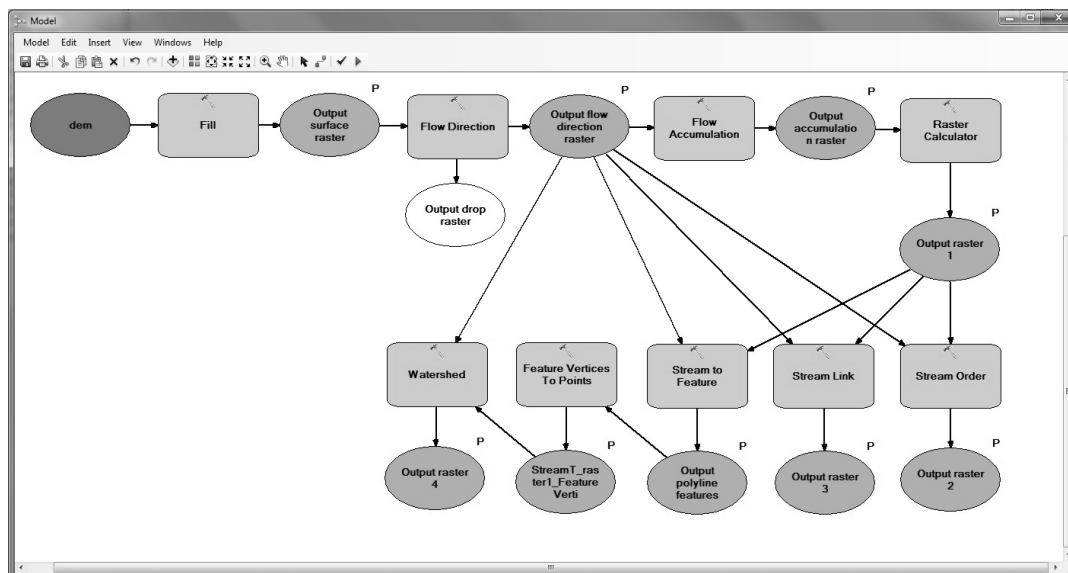 Model
Model Edit Insert View Windows Help
P P P
dem
Fill
Output
surface
raster
Flow Direction
Output flow
direction
raster
Flow
Accumulation
Output
accumulatio
n raster
Raster
Calculator
Output drop
raster
P
Output raster
1
Watershed
Feature Vertices
To Points
Stream to
Feature
Stream Link
Stream Order
P P P P P
Output raster
4
StreamT_ras
ter1_Feature
Verti
Output
polyline
features
Output raster
3
Output raster
2